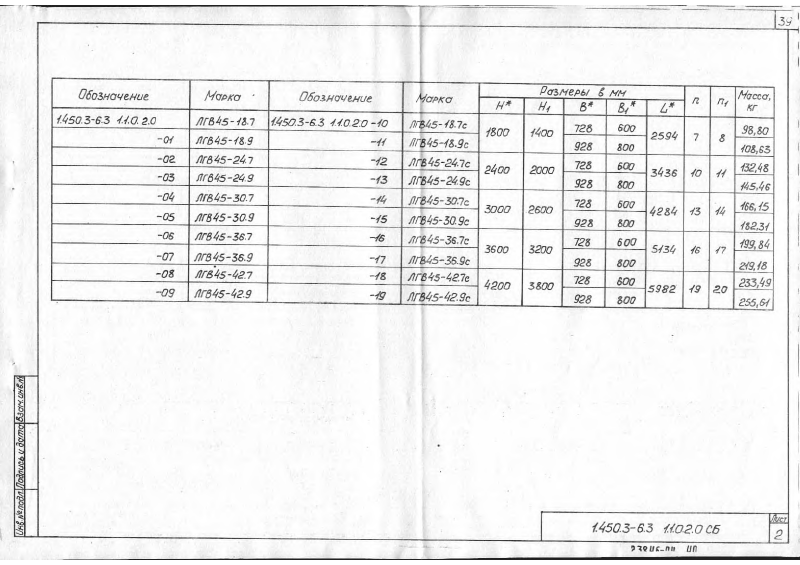 39
Обозначение Марка Обозначение Марка Размеры в мм n n₁ Масса, кг
H* H₁ B* B₁* L*
1.450.3-6.3 1.1.0.2.0 ЛГВ45-18.7 1.450.3-6.3 1.1.0.2.0-10 ЛГВ45-18.7с 1800 1400 728 600 2594 7 8 98,80
-01 ЛГВ45-18.9 -11 ЛГВ45-18.9с 928 800 108,63
-02 ЛГВ45-24.7 -12 ЛГВ45-24.7с 2400 2000 728 600 3436 10 11 132,48
-03 ЛГВ45-24.9 -13 ЛГВ45-24.9с 928 800 145,46
-04 ЛГВ45-30.7 -14 ЛГВ45-30.7с 3000 2600 728 600 4284 13 14 166,15
-05 ЛГВ45-30.9 -15 ЛГВ45-30.9с 928 800 182,31
-06 ЛГВ45-36.7 -16 ЛГВ45-36.7с 3600 3200 728 600 5134 16 17 199,84
-07 ЛГВ45-36.9 -17 ЛГВ45-36.9с 928 800 219,18
-08 ЛГВ45-42.7 -18 ЛГВ45-42.7с 4200 3800 728 600 5982 19 20 233,49
-09 ЛГВ45-42.9 -19 ЛГВ45-42.9с 928 800 255,61
Инв.№подл. Подпись и дата Взам.инв.№
1.450.3-6.3 1.1.0.2.0 СБ
Лист
2